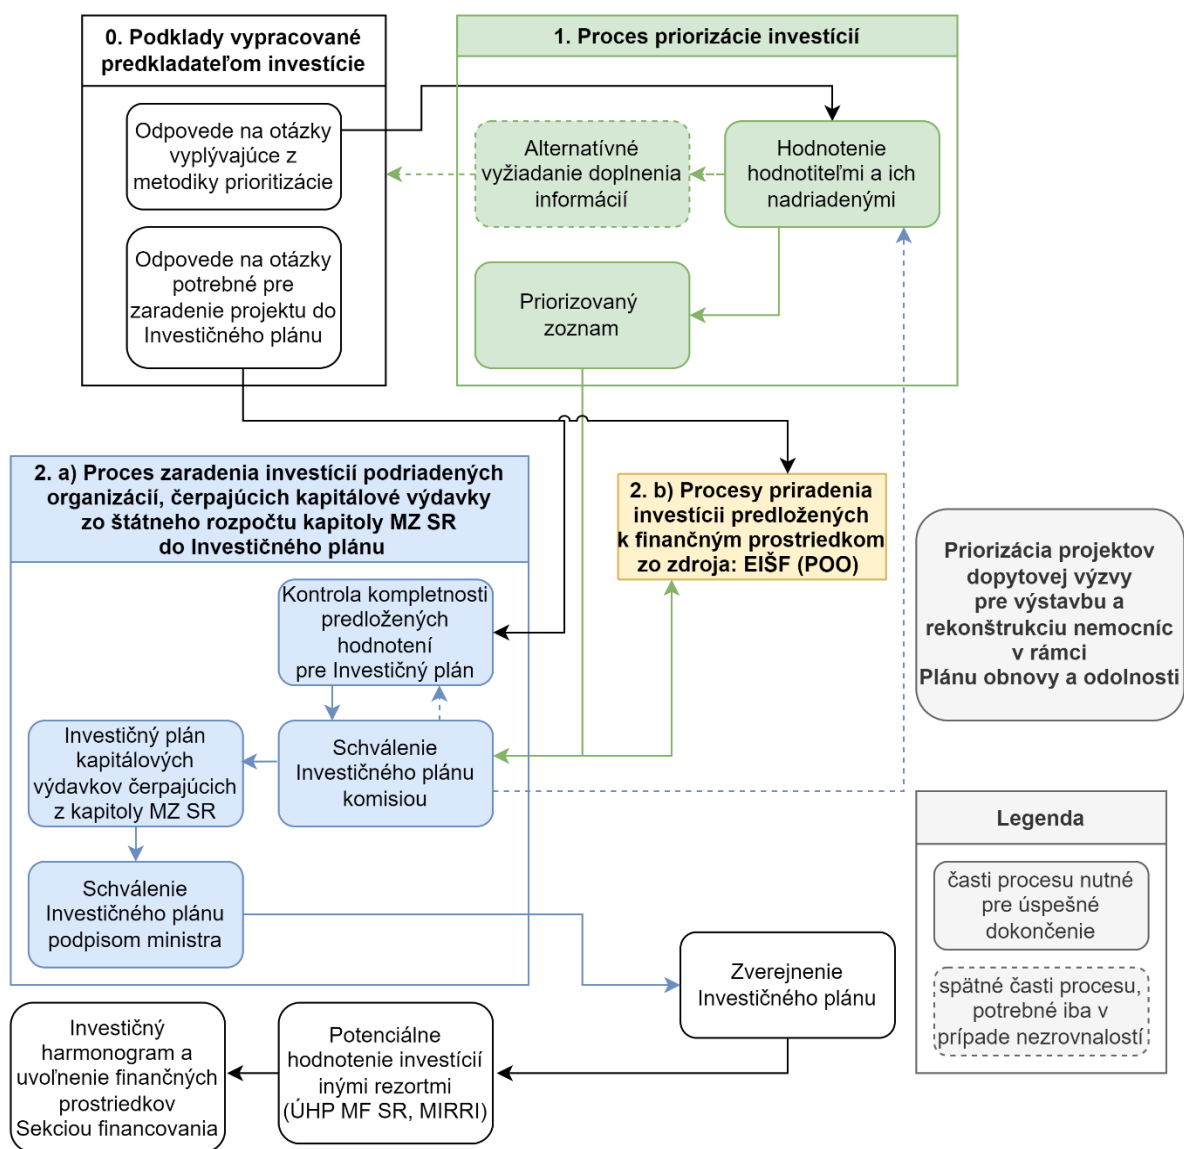 0. Podklady vypracované
predkladateľom investície
Odpovede na otázky
vyplývajúce z
metodiky prioritizácie
Odpovede na otázky
potrebné pre
zaradenie projektu do
Investičného plánu
1. Proces priorizácie investícií
Alternatívné
vyžiadanie doplnenia
informácií
Hodnotenie
hodnotiteľmi a ich
nadriadenými
Priorizovaný
zoznam
2. a) Proces zaradenia investícií podriadených
organizácií, čerpajúcich kapitálové výdavky
zo štátneho rozpočtu kapitoly MZ SR
do Investičného plánu
Kontrola kompletnosti
predložených
hodnotení
pre Investičný plán
Investičný plán
kapitálových
výdavkov čerpajúcich
z kapitoly MZ SR
Schválenie
Investičného plánu
komisiou
Schválenie
Investičného plánu
podpisom ministra
2. b) Procesy priradenia
investícii predložených
k finančným prostriedkom
zo zdroja: EIŠF (POO)
Priorizácia projektov
dopytovej výzvy
pre výstavbu a
rekonštrukciu nemocníc
v rámci
Plánu obnovy a odolnosti
Legenda
časti procesu nutné
pre úspešné
dokončenie
spätné časti procesu,
potrebné iba v
prípade nezrovnalostí
Zverejnenie
Investičného plánu
Potenciálne
hodnotenie investícií
inými rezortmi
(ÚHP MF SR, MIRRI)
Investičný
harmonogram a
uvoľnenie finančných
prostriedkov
Sekciou financovania